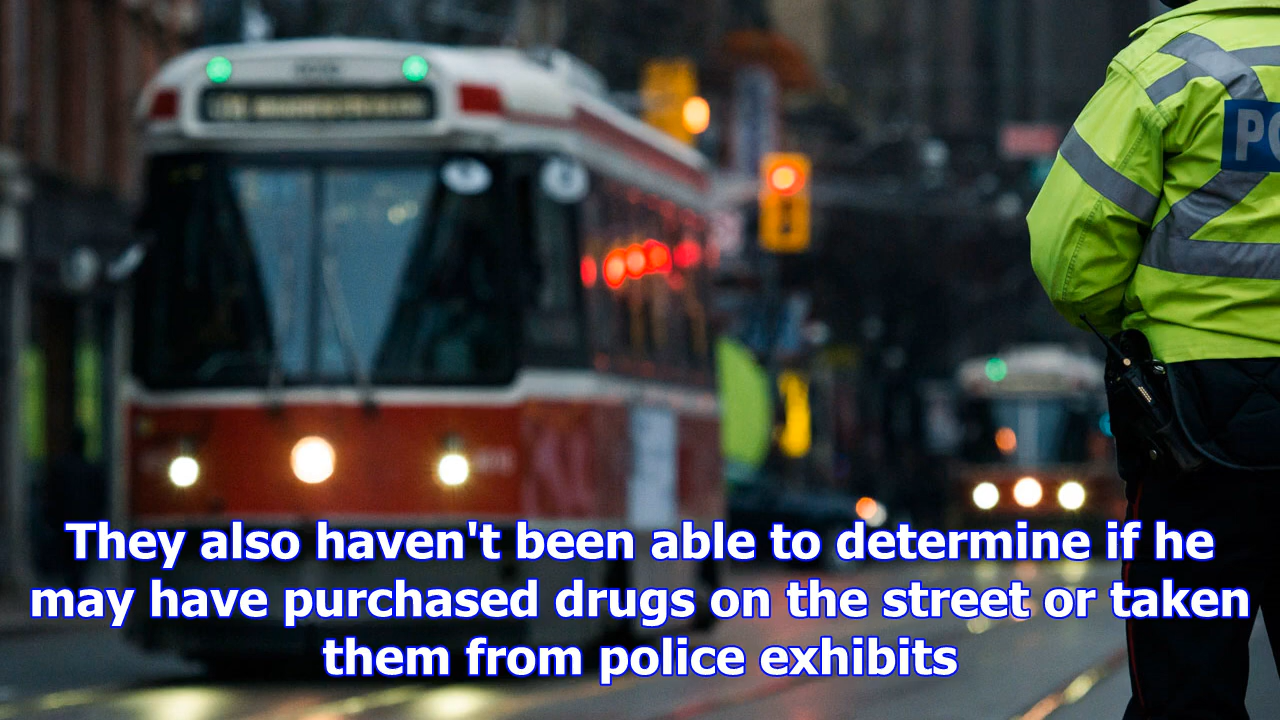 PO
They also haven't been able to determine if he
may have purchased drugs on the street or taken
them from police exhibits